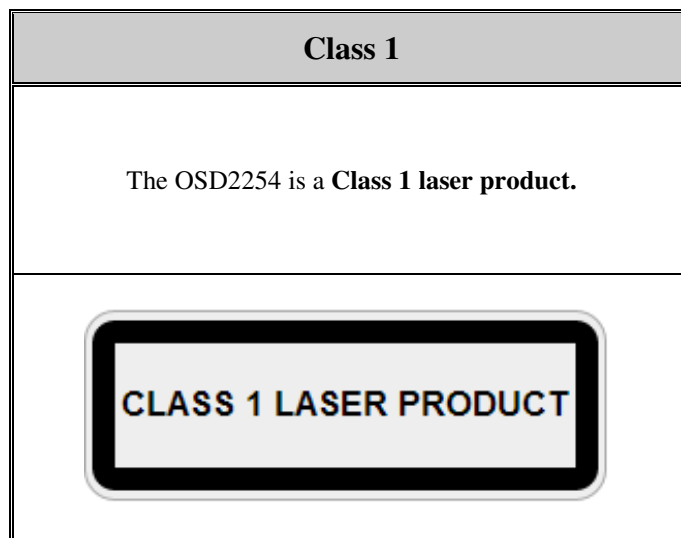 Class 1
The OSD2254 is a Class 1 laser product.
CLASS 1 LASER PRODUCT